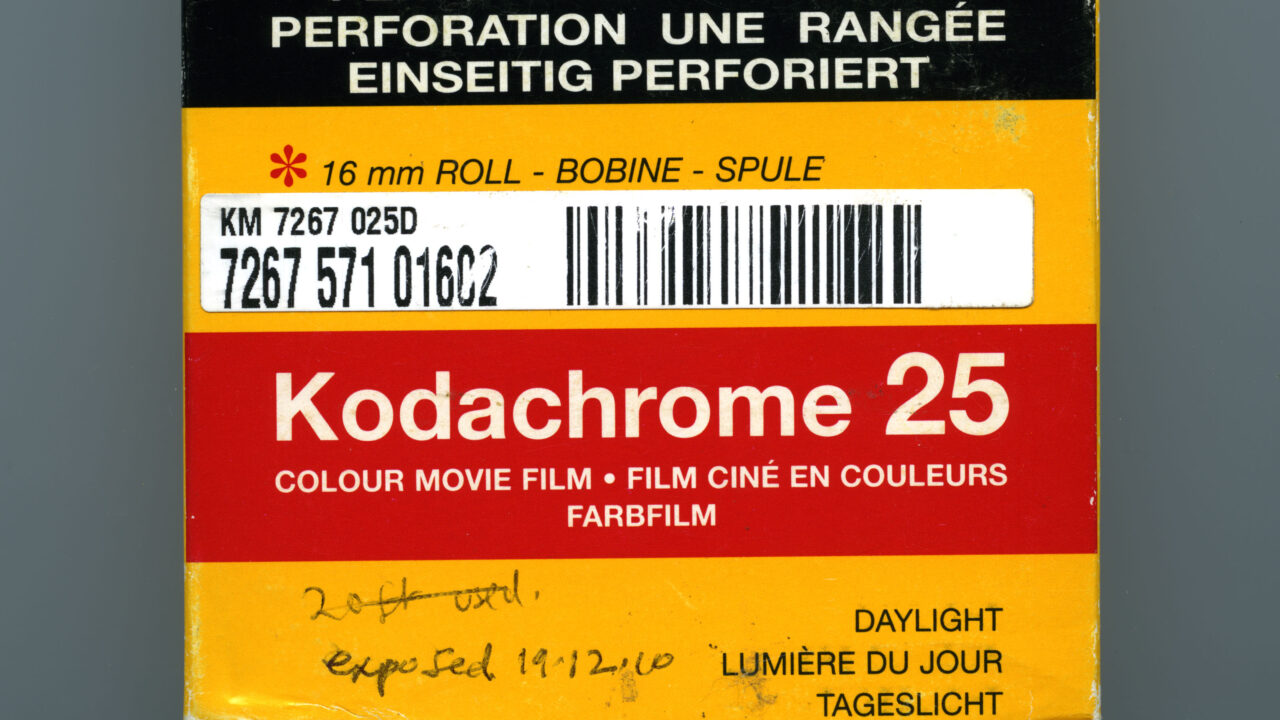 PERFORATION UNE RANGÉE
EINSEITIG PERFORIERT
* 16 mm ROLL - BOBINE - SPULE
KM 7267 025D
7267 571 01602
Kodachrome 25
COLOUR MOVIE FILM • FILM CINÉ EN COULEURS
FARBFILM
20ft used.
exposed 19.12.10
DAYLIGHT
LUMIÈRE DU JOUR
TAGESLICHT